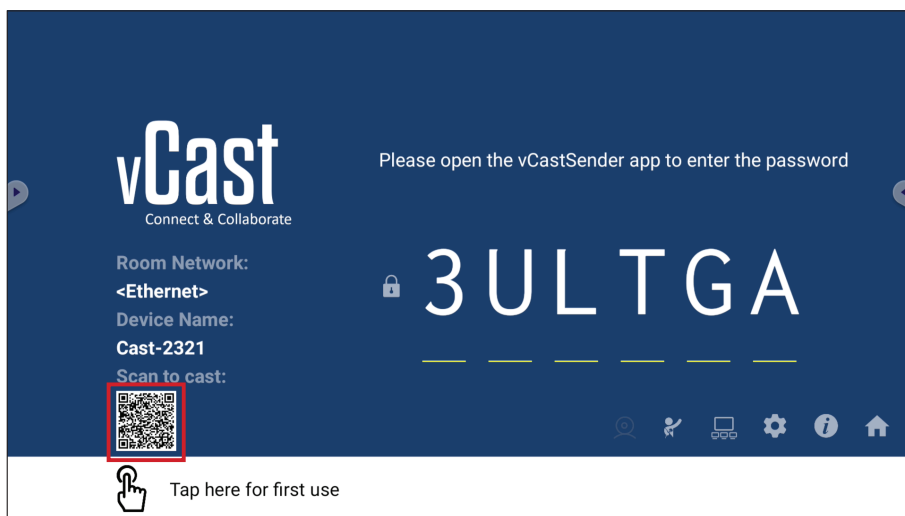 vCast
Connect & Collaborate
Please open the vCastSender app to enter the password
Room Network:
<Ethernet>
Device Name:
Cast-2321
Scan to cast:
3ULTGA
Tap here for first use